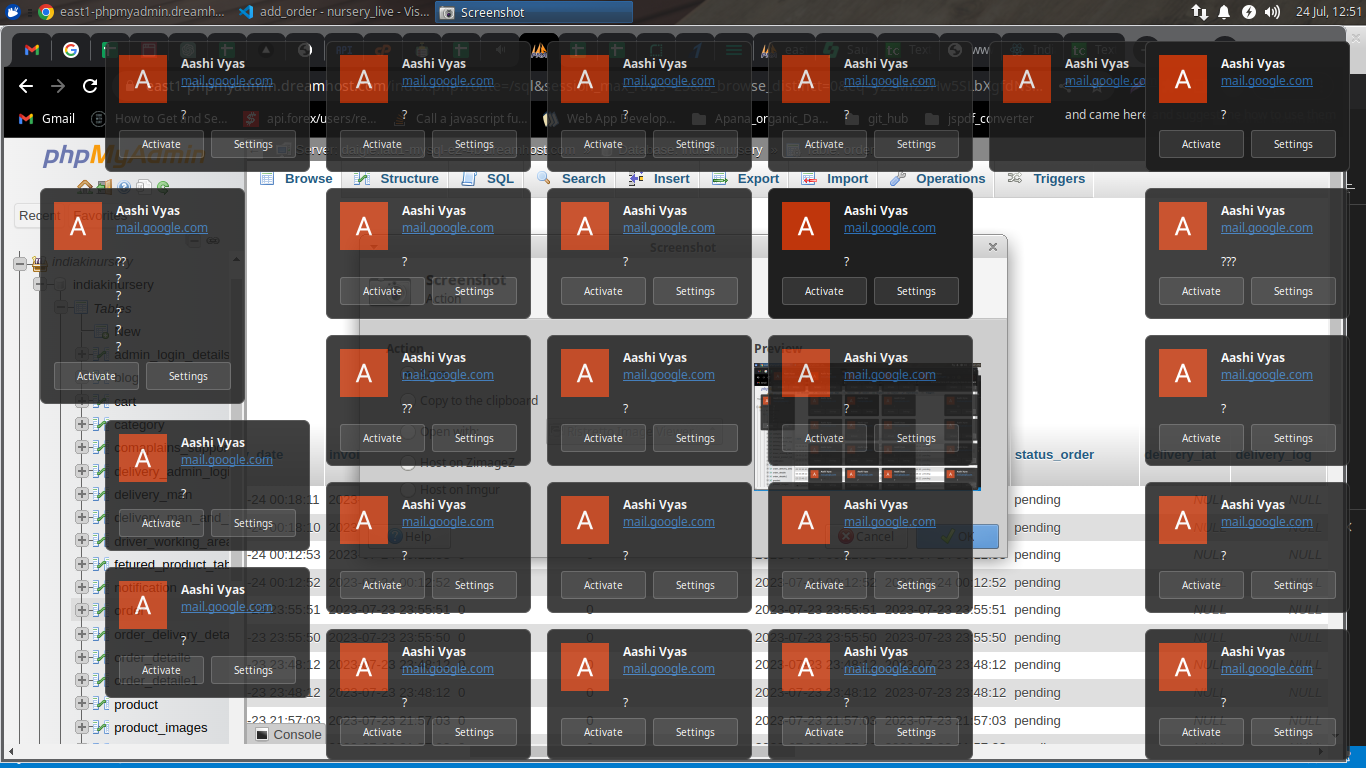 east1-phpmyadmin.dreamh...
add_order - nursery_live - Vis...
Screenshot
24 Jul, 12:51
Gmail
How to Get and Se...
api.forex/users/re...
Call a javascript fu...
Web App Develop...
Apana_organic_Da...
git_hub
jspdf_converter
Aashi Vyas
mail.google.com
?
Activate Settings
Aashi Vyas
mail.google.com
?
Activate Settings
Aashi Vyas
mail.google.com
?
Activate Settings
Aashi Vyas
mail.google.com
?
Activate Settings
Aashi Vyas
and came here
Aashi Vyas
mail.google.com
?
Activate Settings
phpMyAdmin
Browse Structure SQL Search Insert Export Import Operations Triggers
Recent Favorites
Aashi Vyas
mail.google.com
??
?
?
?
?
?
Activate Settings
Aashi Vyas
mail.google.com
?
Activate Settings
Aashi Vyas
mail.google.com
?
Activate Settings
Aashi Vyas
mail.google.com
?
Activate Settings
Aashi Vyas
mail.google.com
???
Activate Settings
Screenshot
Screenshot
Action
Action
Preview
Copy to the clipboard
Open with:
Host on ZimageZ
Host on Imgur
Help
Cancel
OK
indiakinursery
indiakinursery
Tables
New
admin_login_details
cart
category
delivery_man
driver_working_area
fetured_product_tab
notification
order_delivery_deta
order_detaile
order_detaile1
product
product_images
Aashi Vyas
mail.google.com
??
Activate Settings
Aashi Vyas
mail.google.com
?
Activate Settings
Aashi Vyas
mail.google.com
?
Activate Settings
Aashi Vyas
mail.google.com
?
Activate Settings
Aashi Vyas
mail.google.com
?
Activate Settings
Aashi Vyas
mail.google.com
?
Activate Settings
Aashi Vyas
mail.google.com
?
Activate Settings
Aashi Vyas
mail.google.com
?
Activate Settings
Aashi Vyas
mail.google.com
?
Activate Settings
Aashi Vyas
mail.google.com
?
Activate Settings
Aashi Vyas
mail.google.com
?
Activate Settings
Aashi Vyas
mail.google.com
?
Activate Settings
Aashi Vyas
mail.google.com
?
Activate Settings
Aashi Vyas
mail.google.com
?
Activate Settings
status_order delivery_lat delivery_log
-24 00:18:11 pending NULL NULL
-24 00:18:10 pending NULL NULL
-24 00:12:53 pending NULL
-24 00:12:52 2023-07-24 00:12:52 pending NULL
-23 23:55:51 2023-07-23 23:55:51 0 0 2023-07-23 23:55:51 2023-07-23 23:55:51 pending NULL NULL
-23 23:55:50 2023-07-23 23:55:50 0 0 2023-07-23 23:55:50 2023-07-23 23:55:50 pending NULL NULL
-23 23:48:12 2023-07-23 23:48:12 0 2023-07-23 23:48:12 pending NULL
-23 23:48:12 2023-07-23 23:48:12 0 0 2023-07-23 23:48:12 2023-07-23 23:48:12 pending NULL NULL
-23 21:57:03 2023-07-23 21:57:03 0 0 2023-07-23 21:57:03 2023-07-23 21:57:03 pending NULL NULL
Console